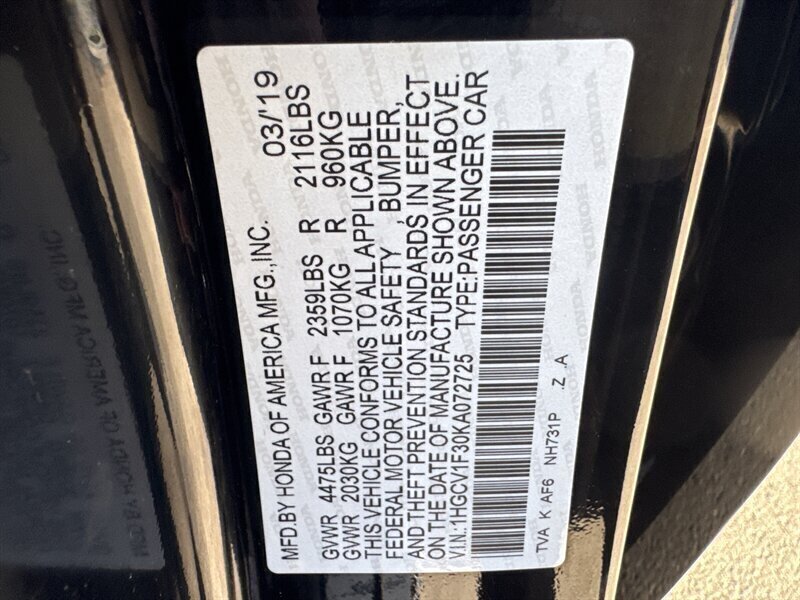 MFD.BY HONDA OF AMERICA MFG.,INC. 03/'19
GVWR 4475LBS GAWR F 2359LBS R 2116LBS
GVWR 2030KG GAWR F 1070KG R 960KG
THIS VEHICLE CONFORMS TO ALL APPLICABLE
FEDERAL MOTOR VEHICLE SAFETY , BUMPER,
AND THEFT PREVENTION STANDARDS IN EFFECT
ON THE DATE OF MANUFACTURE SHOWN ABOVE.
V.I.N.:1HGCV1F30KA072725 TYPE:PASSENGER CAR
TVA K AF6 NH731P Z A